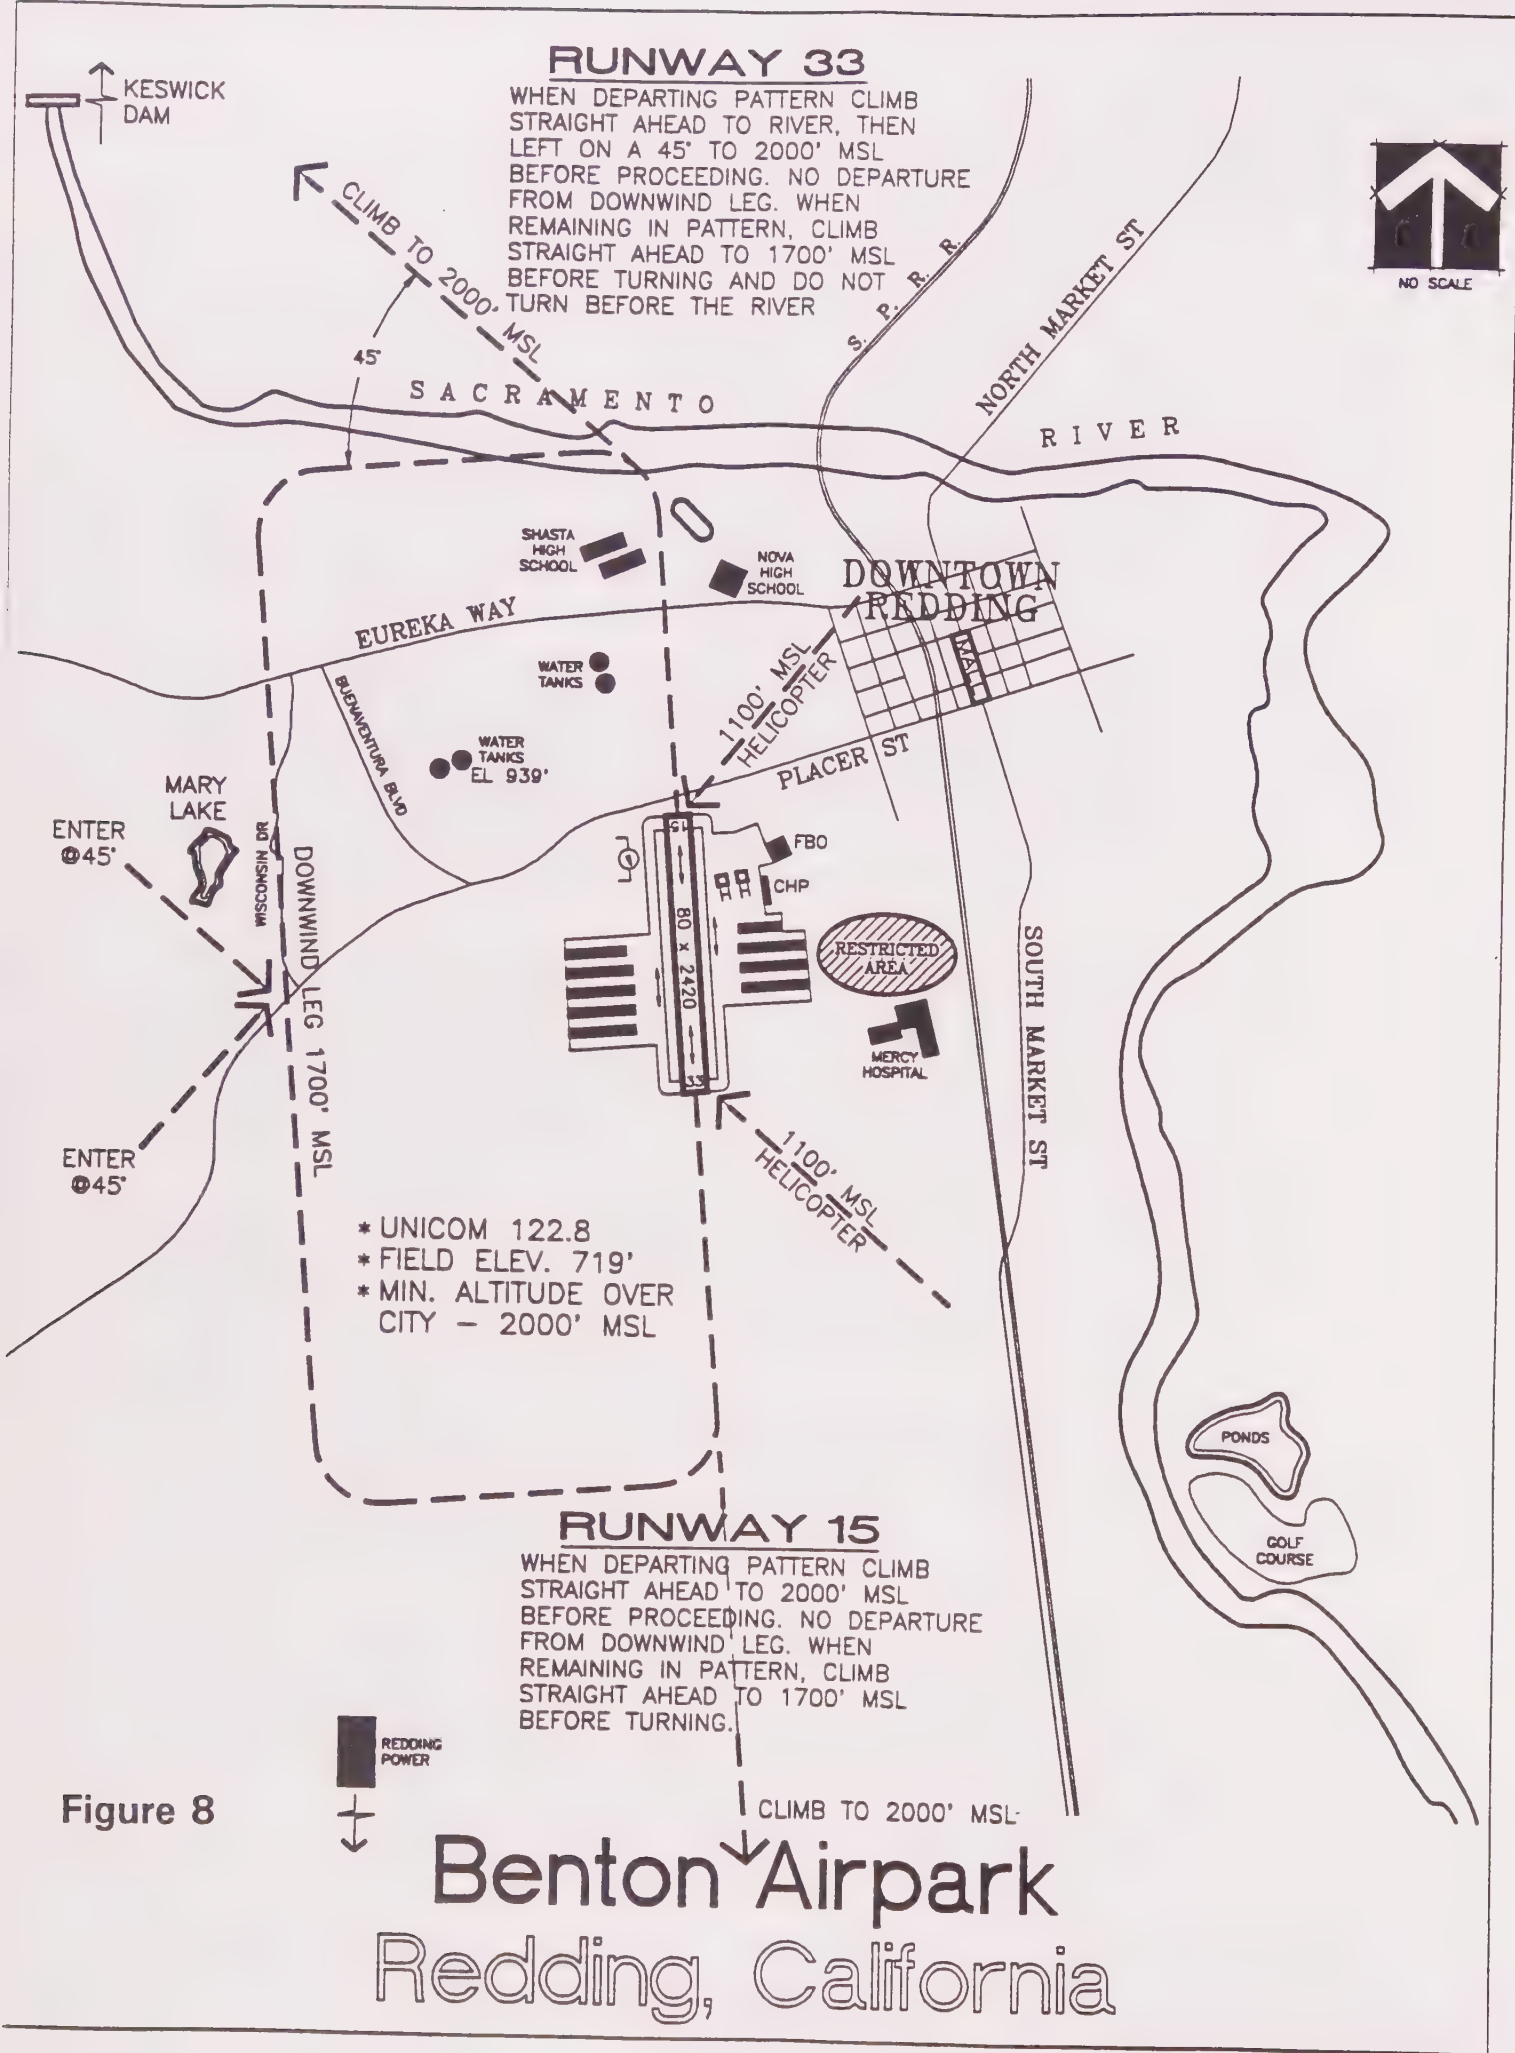 RUNWAY 33
WHEN DEPARTING PATTERN CLIMB
STRAIGHT AHEAD TO RIVER, THEN
LEFT ON A 45° TO 2000' MSL
BEFORE PROCEEDING. NO DEPARTURE
FROM DOWNWIND LEG. WHEN
REMAINING IN PATTERN, CLIMB
STRAIGHT AHEAD TO 1700' MSL
BEFORE TURNING AND DO NOT
TURN BEFORE THE RIVER
KESWICK
DAM
CLIMB TO 2000' MSL
45°
S. P. R. R.
NORTH MARKET ST
NO SCALE
SACRAMENTO
RIVER
SHASTA
HIGH
SCHOOL
NOVA
HIGH
SCHOOL
DOWNTOWN
REDDING
MALL
EUREKA WAY
WATER
TANKS
BUENAVENTURA BLVD
WATER
TANKS
EL 939'
1100' MSL
HELICOPTER
PLACER ST
MARY
LAKE
ENTER
@45°
WISCONSIN DR
DOWNWIND LEG 1700' MSL
15
80 x 2420
33
FBO
CHP
H H
RESTRICTED
AREA
MERCY
HOSPITAL
SOUTH MARKET ST
ENTER
@45°
1100' MSL
HELICOPTER
* UNICOM 122.8
* FIELD ELEV. 719'
* MIN. ALTITUDE OVER
CITY - 2000' MSL
PONDS
GOLF
COURSE
RUNWAY 15
WHEN DEPARTING PATTERN CLIMB
STRAIGHT AHEAD TO 2000' MSL
BEFORE PROCEEDING. NO DEPARTURE
FROM DOWNWIND LEG. WHEN
REMAINING IN PATTERN, CLIMB
STRAIGHT AHEAD TO 1700' MSL
BEFORE TURNING.
REDDING
POWER
CLIMB TO 2000' MSL
Figure 8
Benton Airpark
Redding, California